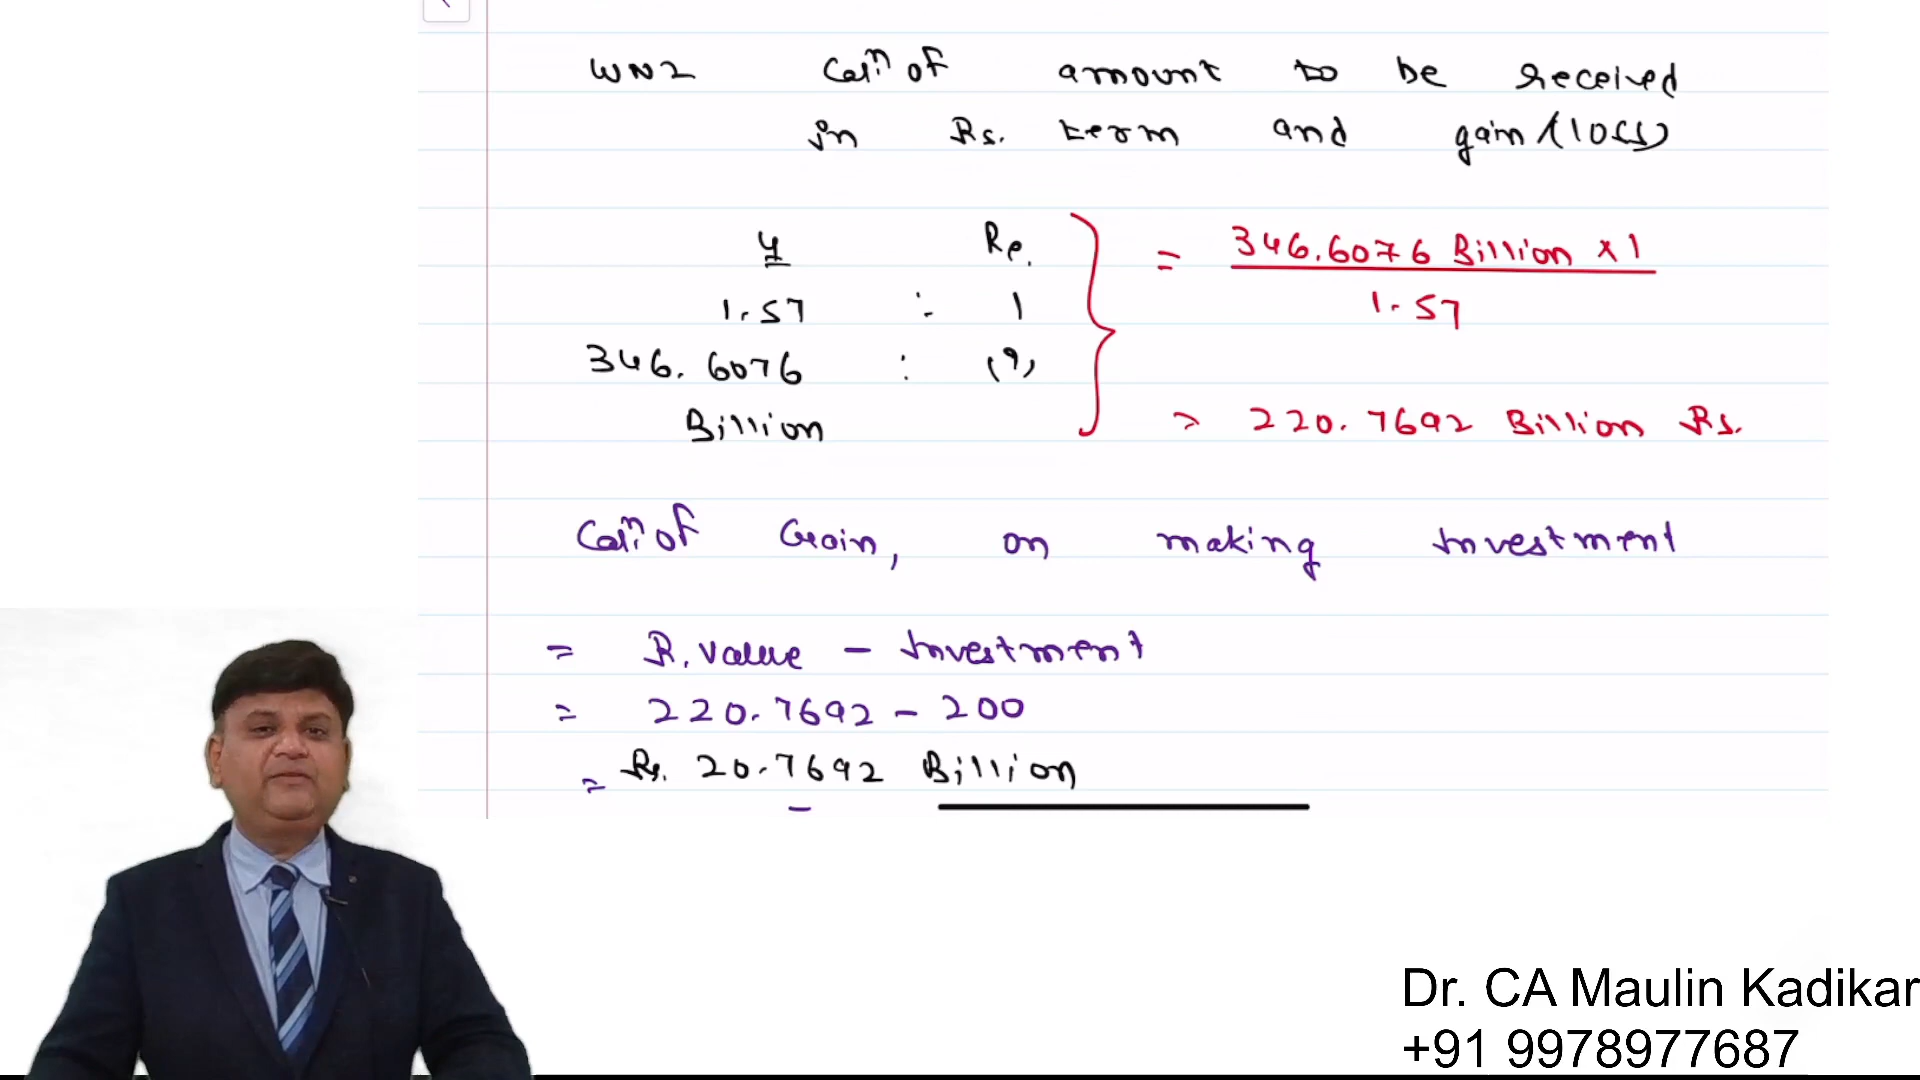 WN2 Calⁿ of amount to be received
in Rs. term and gain/(loss)
¥ Re.
1.57 : 1
346.6076 : (?)
Billion
= 346.6076 Billion × 1
1.57
= 220.7692 Billion Rs.
Calⁿ of Gain, on making Investment
= R. value - Investment
= 220.7692 - 200
= Rs. 20.7692 Billion
Dr. CA Maulin Kadikar
+91 9978977687